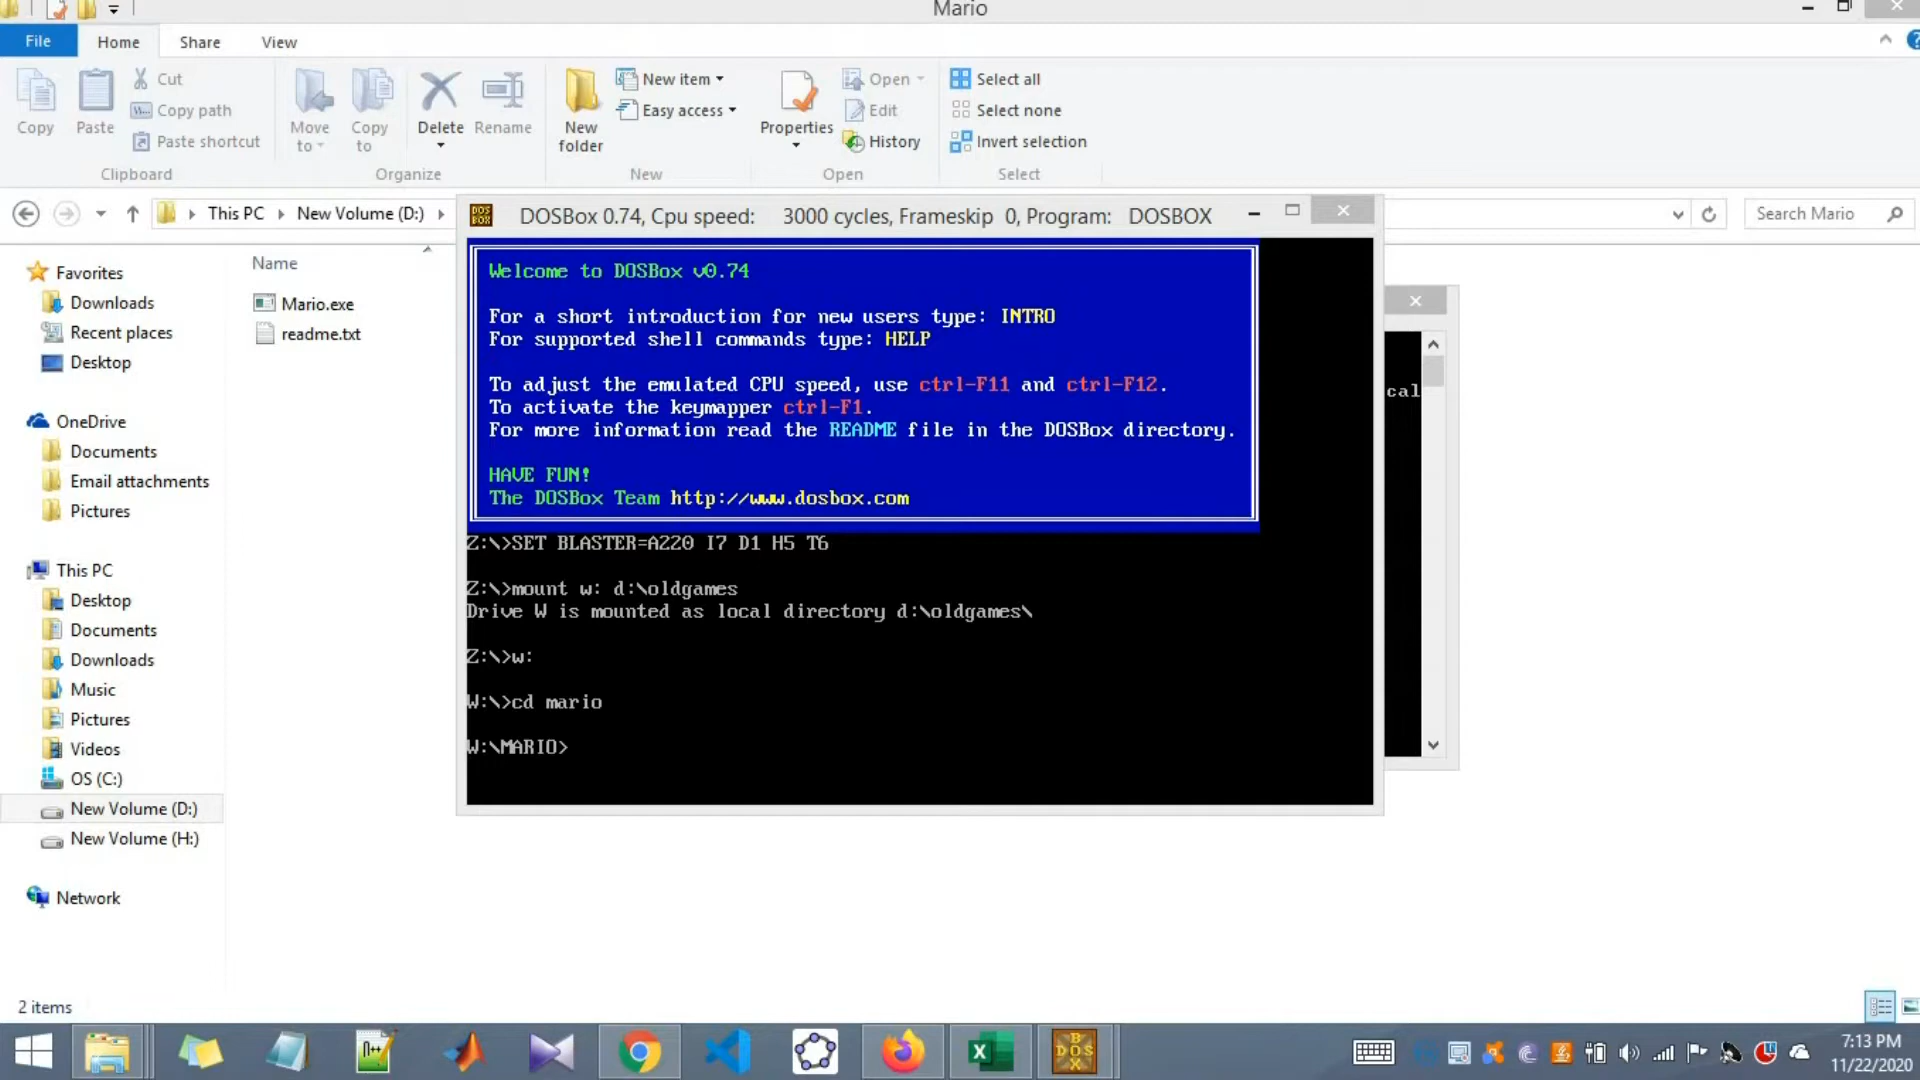 Mario
File
Home
Share
View
Copy
Paste
Cut
Copy path
Paste shortcut
Clipboard
Move to
Copy to
Delete
Rename
Organize
New folder
New item
Easy access
New
Properties
Open
Edit
History
Open
Select all
Select none
Invert selection
Select
This PC
New Volume (D:)
Search Mario
Favorites
Downloads
Recent places
Desktop
OneDrive
Documents
Email attachments
Pictures
This PC
Desktop
Documents
Downloads
Music
Pictures
Videos
OS (C:)
New Volume (D:)
New Volume (H:)
Network
Name
Mario.exe
readme.txt
DOS
BOX
DOSBox 0.74, Cpu speed: 3000 cycles, Frameskip 0, Program: DOSBOX
Welcome to DOSBox v0.74
For a short introduction for new users type: INTRO
For supported shell commands type: HELP
To adjust the emulated CPU speed, use ctrl-F11 and ctrl-F12.
To activate the keymapper ctrl-F1.
For more information read the README file in the DOSBox directory.
HAVE FUN!
The DOSBox Team http://www.dosbox.com
Z:\>SET BLASTER=A220 I7 D1 H5 T6
Z:\>mount w: d:\oldgames
Drive W is mounted as local directory d:\oldgames\
Z:\>w:
W:\>cd mario
W:\MARIO>
cal
2 items
7:13 PM
11/22/2020